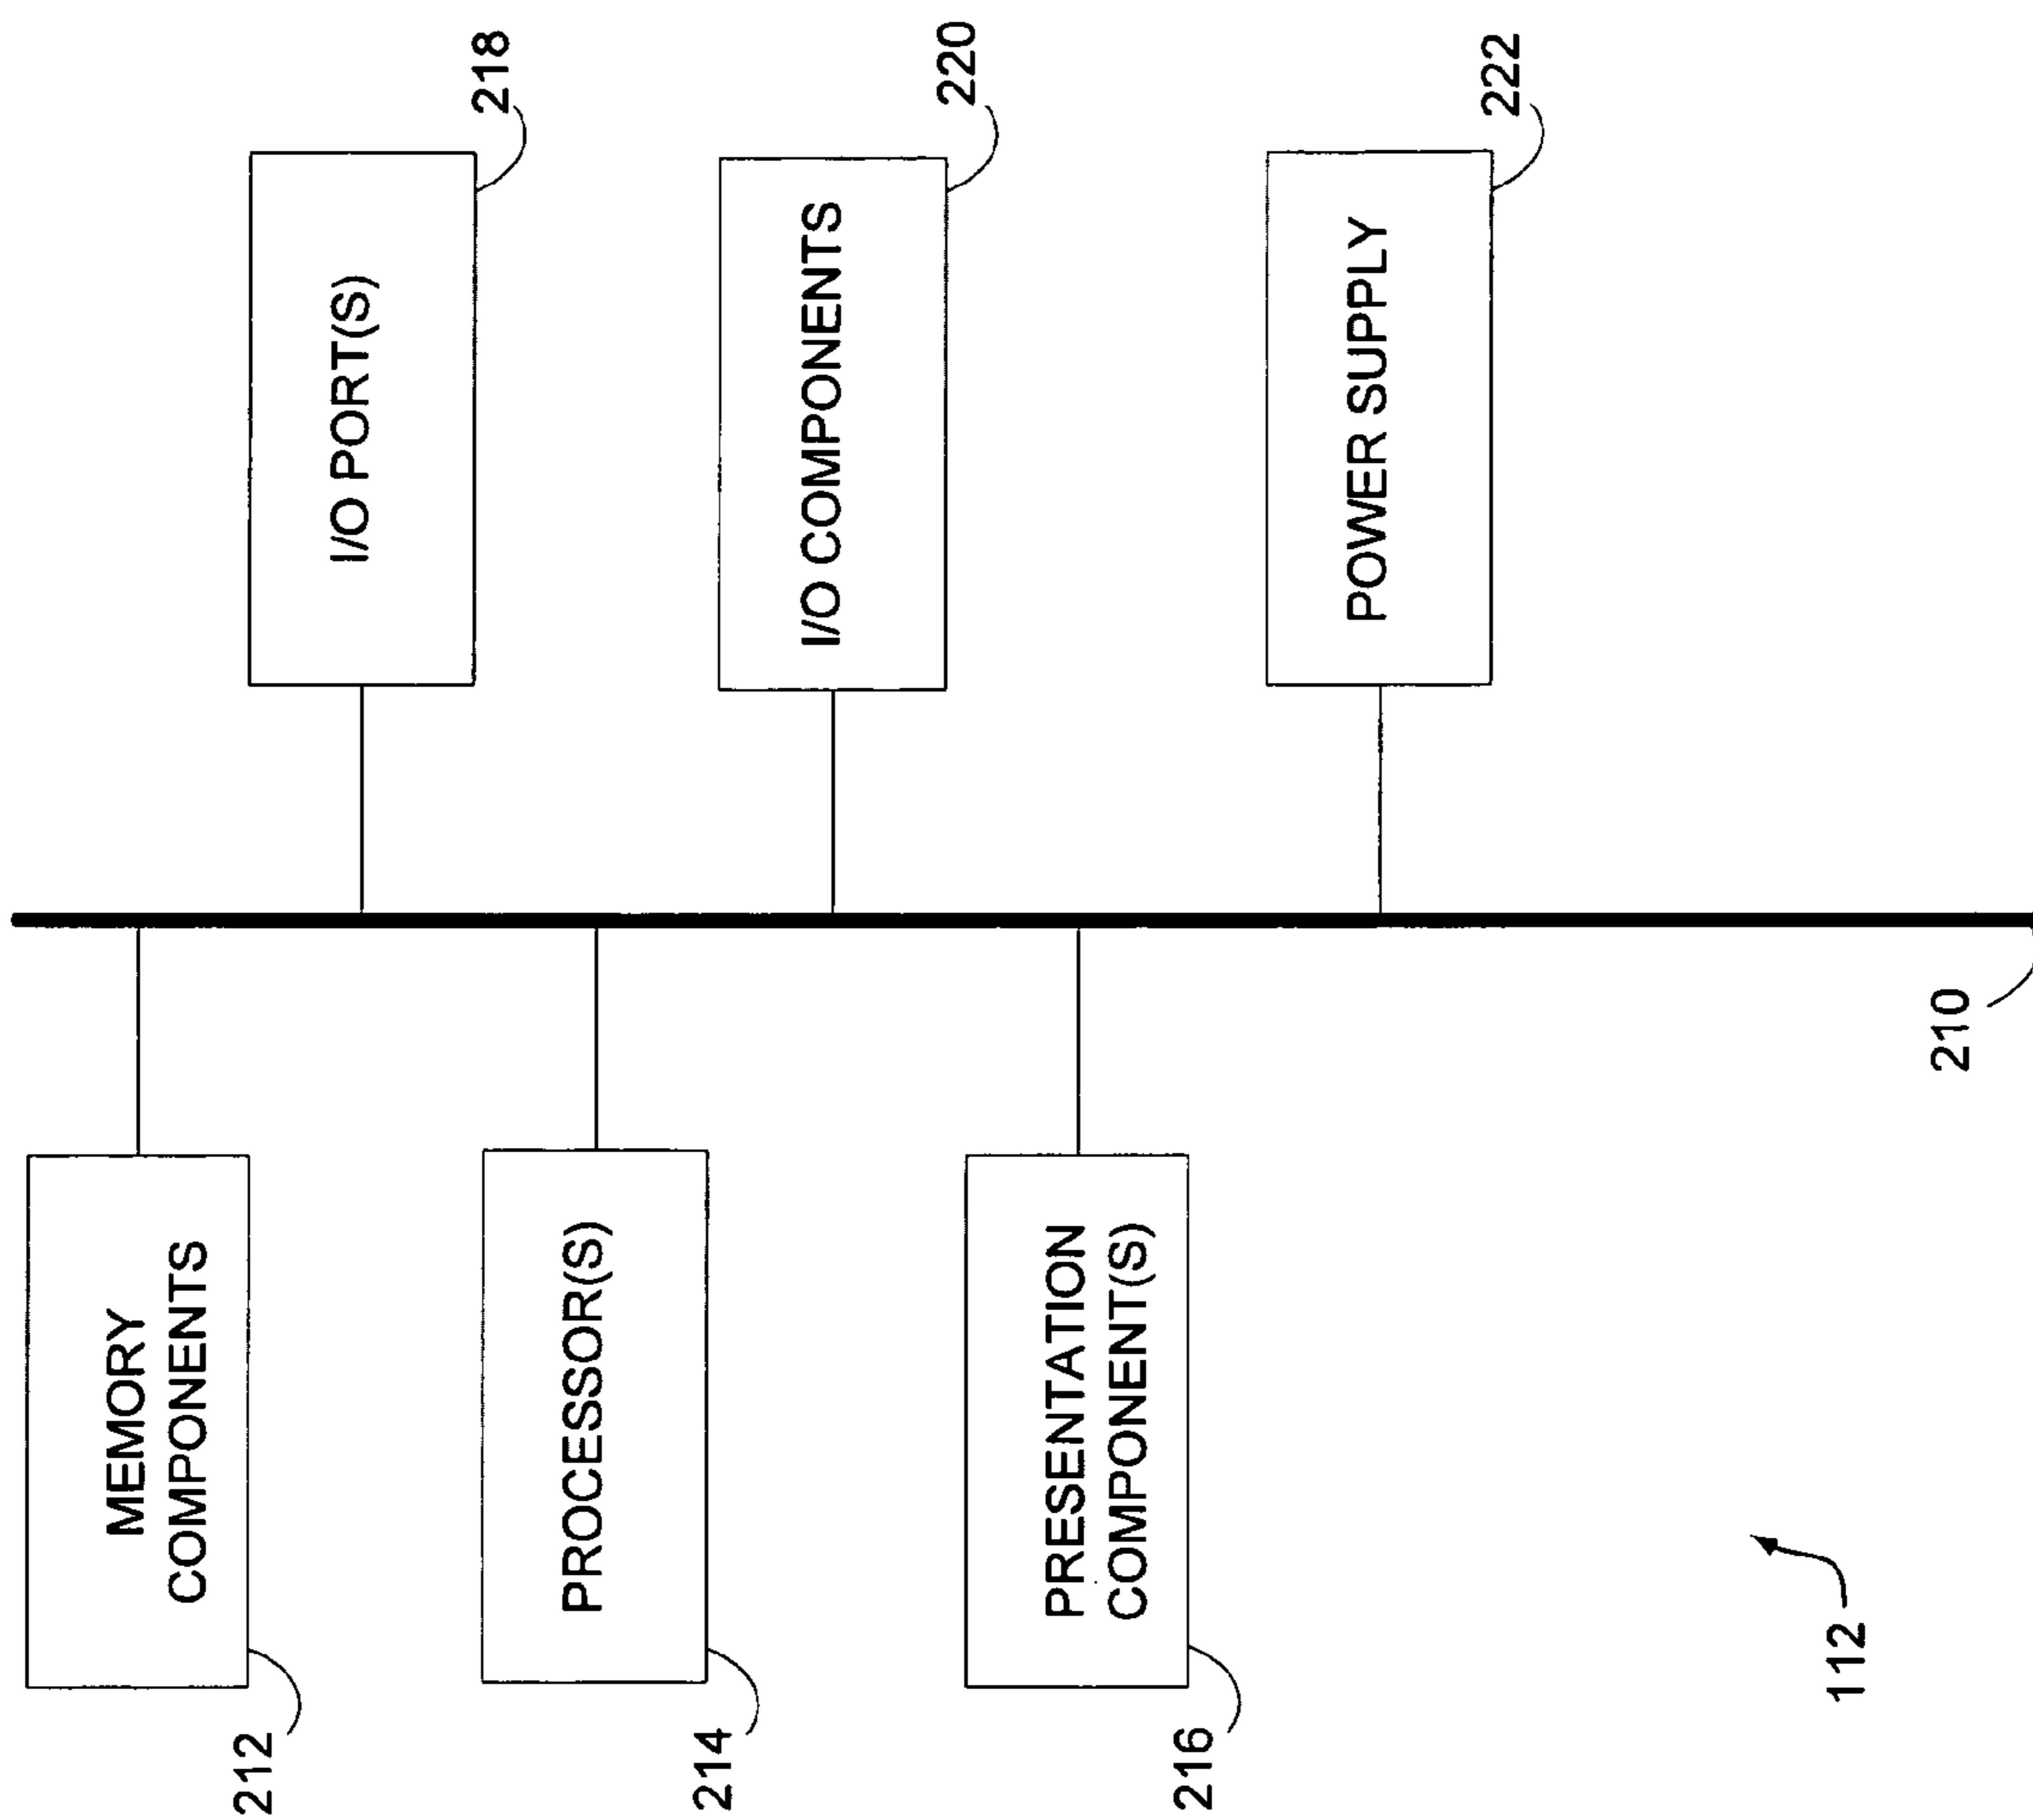 MEMORY
COMPONENTS
212
PROCESSOR(S)
214
PRESENTATION
COMPONENT(S)
216
I/O PORT(S)
218
I/O COMPONENTS
220
POWER SUPPLY
222
210
112